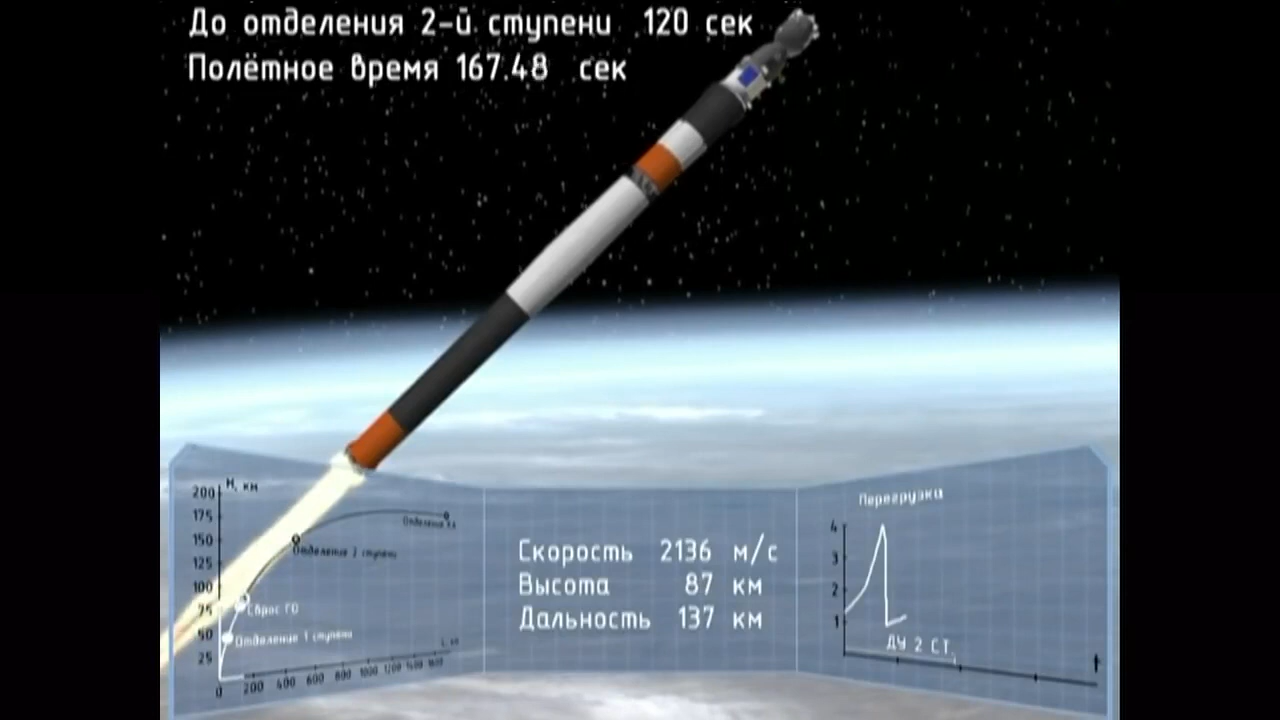 До отделения 2-й ступени 120 сек
Полётное время 167.48 сек
Н, км
200
175
150
125
100
75
50
25
0
200 400 600 800 1000 1200 1400 1600
Отделение КА
Отделение 2 ступени
Сброс ГО
Отделение 1 ступени
Скорость 2136 м/с
Высота 87 км
Дальность 137 км
Перегрузка
4
3
2
1
ДУ 2 СТ.
t